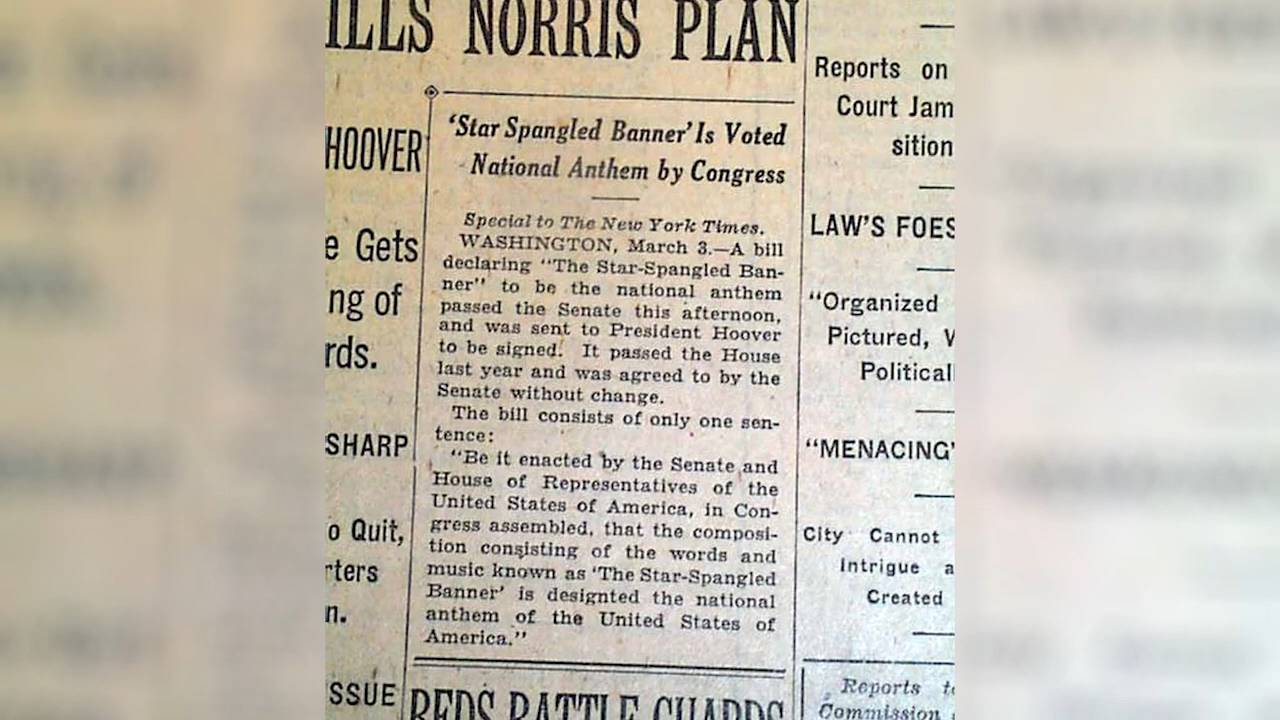 ILLS NORRIS PLAN
HOOVER
e Gets
ng of
rds.
SHARP
o Quit,
rters
n.
SSUE
'Star Spangled Banner' Is Voted
National Anthem by Congress
Special to The New York Times.
WASHINGTON, March 3.—A bill
declaring "The Star-Spangled Ban-
ner" to be the national anthem
passed the Senate this afternoon,
and was sent to President Hoover
to be signed. It passed the House
last year and was agreed to by the
Senate without change.
The bill consists of only one sen-
tence:
"Be it enacted by the Senate and
House of Representatives of the
United States of America, in Con-
gress assembled, that the composi-
tion consisting of the words and
music known as 'The Star-Spangled
Banner' is designted the national
anthem of the United States of
America."
REDS BATTLE GUARDS
Reports on
Court Jam
sition
LAW'S FOES
"Organized
Pictured, W
Political
"MENACING"
City Cannot
Intrigue a
Created
Reports to
Commission